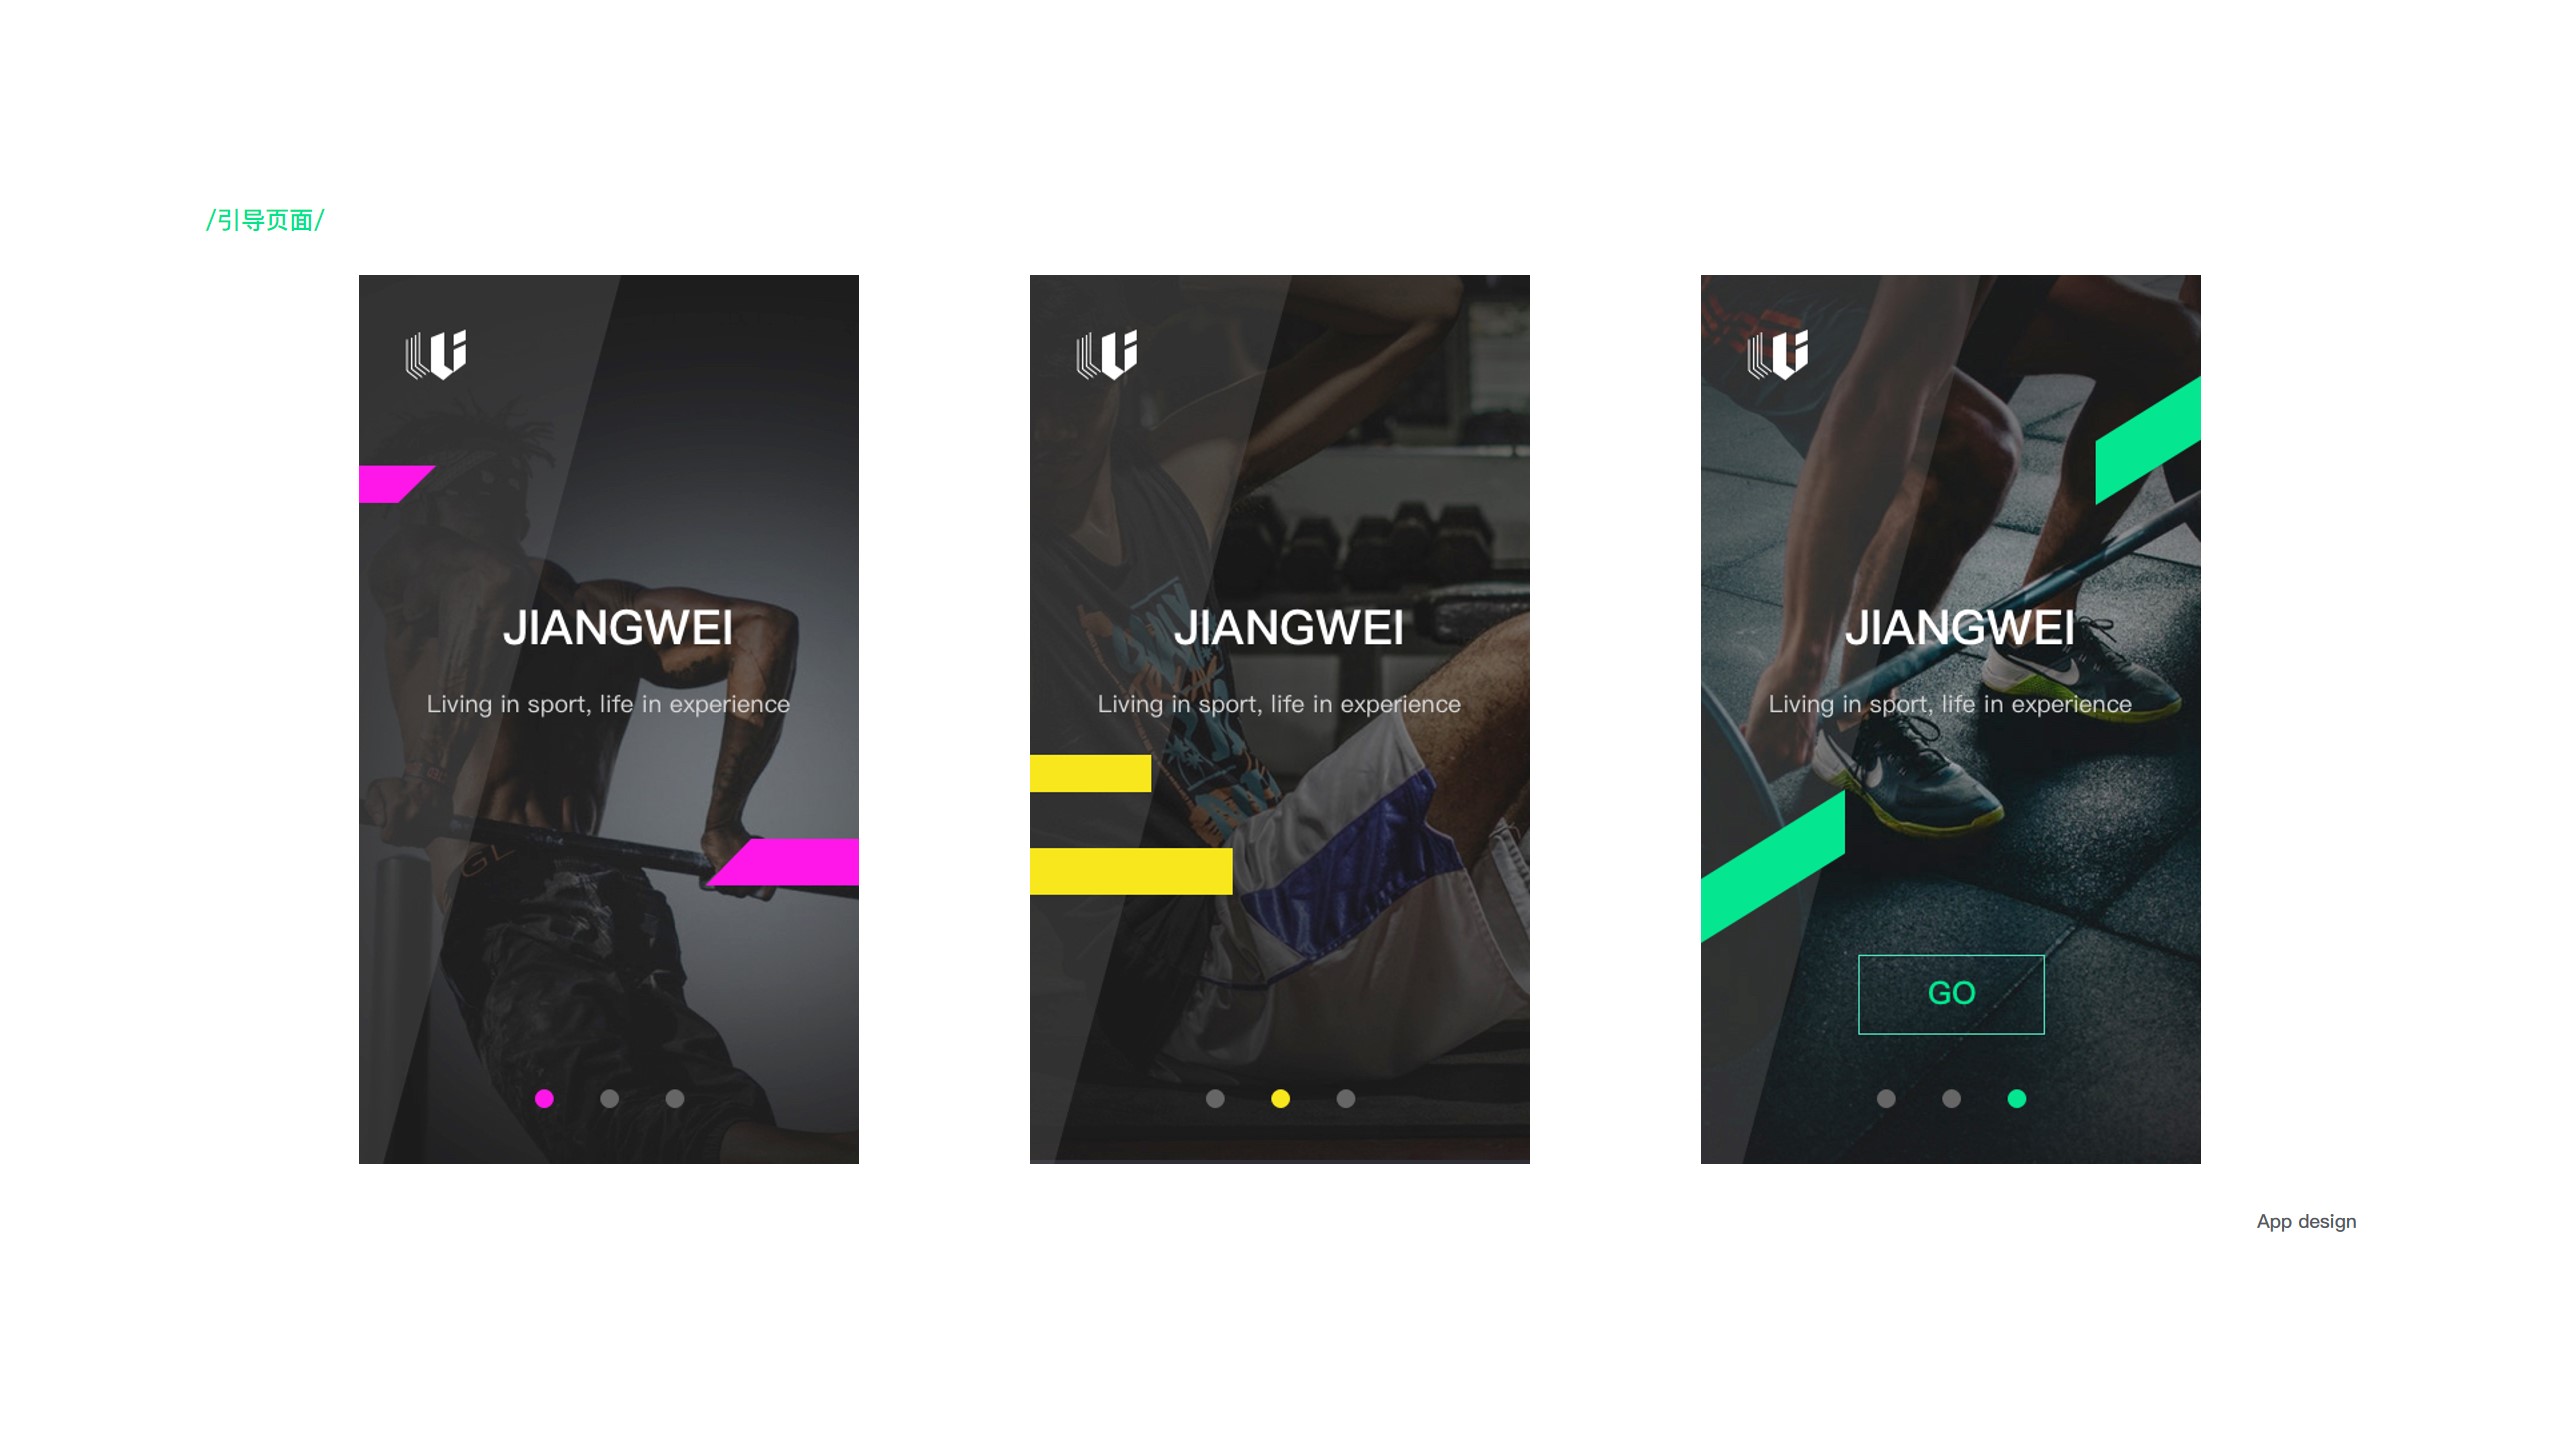 /引导页面/
JIANGWEI
Living in sport, life in experience
JIANGWEI
Living in sport, life in experience
JIANGWEI
Living in sport, life in experience
GO
App design